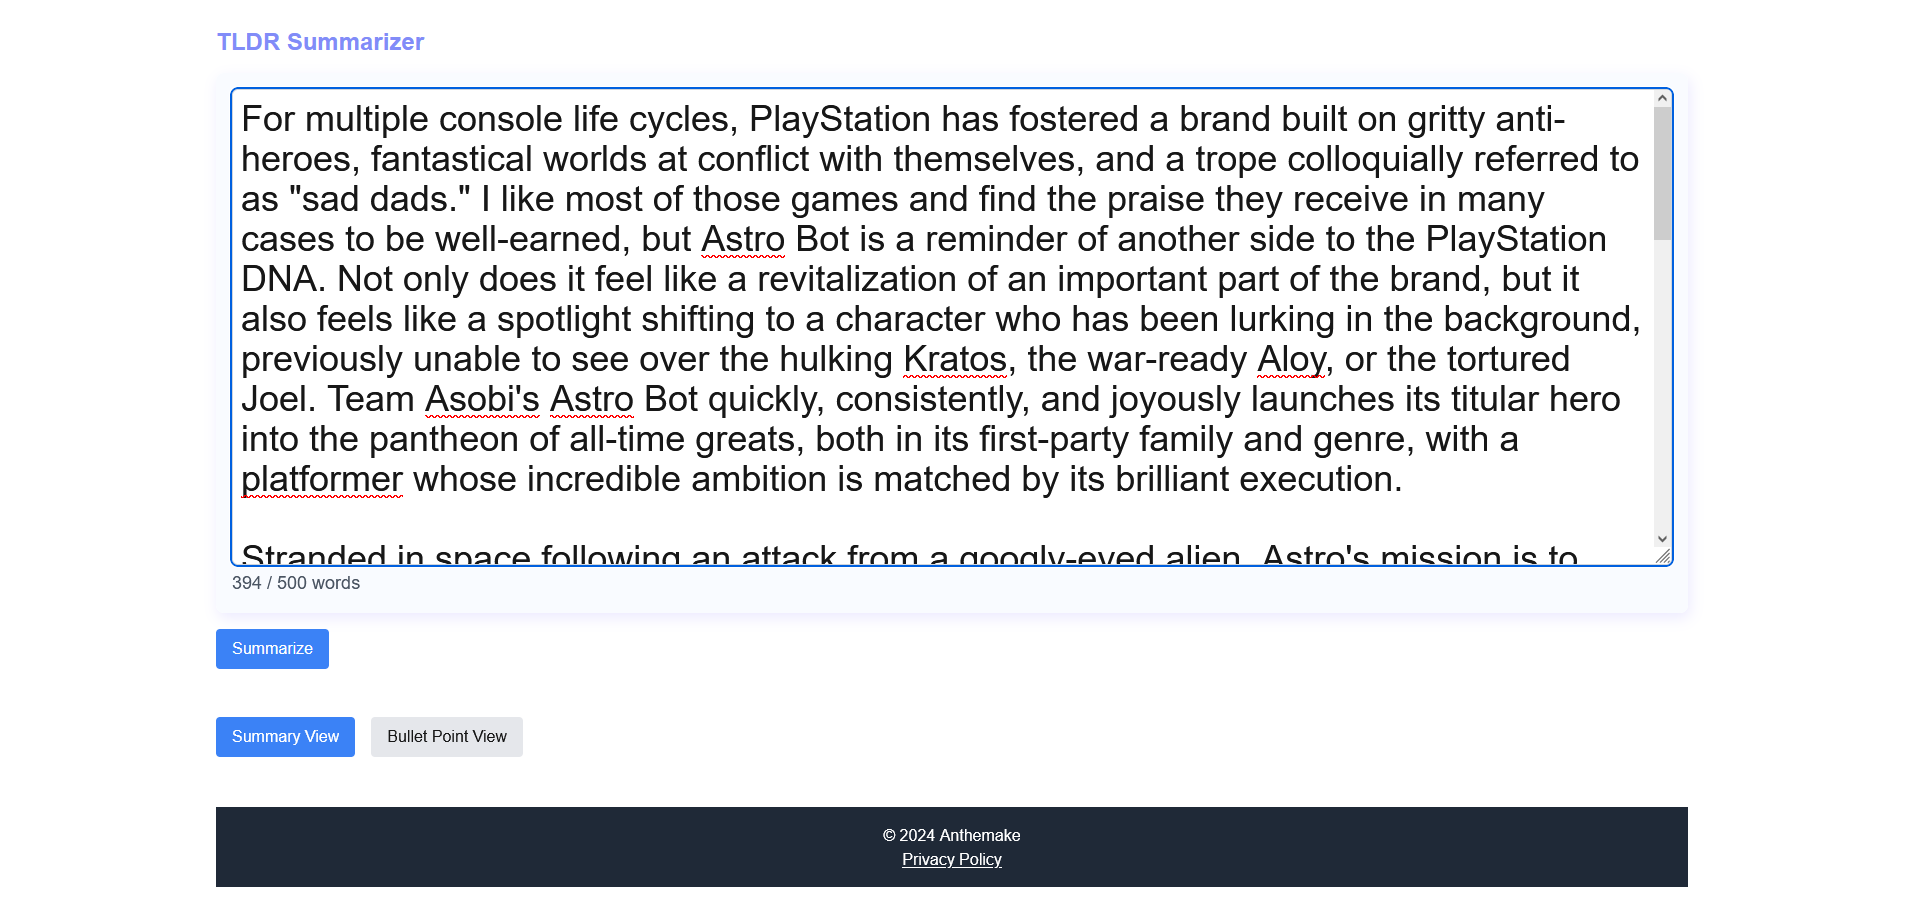 TLDR Summarizer
For multiple console life cycles, PlayStation has fostered a brand built on gritty anti-
heroes, fantastical worlds at conflict with themselves, and a trope colloquially referred to
as "sad dads." I like most of those games and find the praise they receive in many
cases to be well-earned, but Astro Bot is a reminder of another side to the PlayStation
DNA. Not only does it feel like a revitalization of an important part of the brand, but it
also feels like a spotlight shifting to a character who has been lurking in the background,
previously unable to see over the hulking Kratos, the war-ready Aloy, or the tortured
Joel. Team Asobi's Astro Bot quickly, consistently, and joyously launches its titular hero
into the pantheon of all-time greats, both in its first-party family and genre, with a
platformer whose incredible ambition is matched by its brilliant execution.
Stranded in space following an attack from a googly-eyed alien, Astro's mission is to
394 / 500 words
Summarize
Summary View
Bullet Point View
© 2024 Anthemake
Privacy Policy